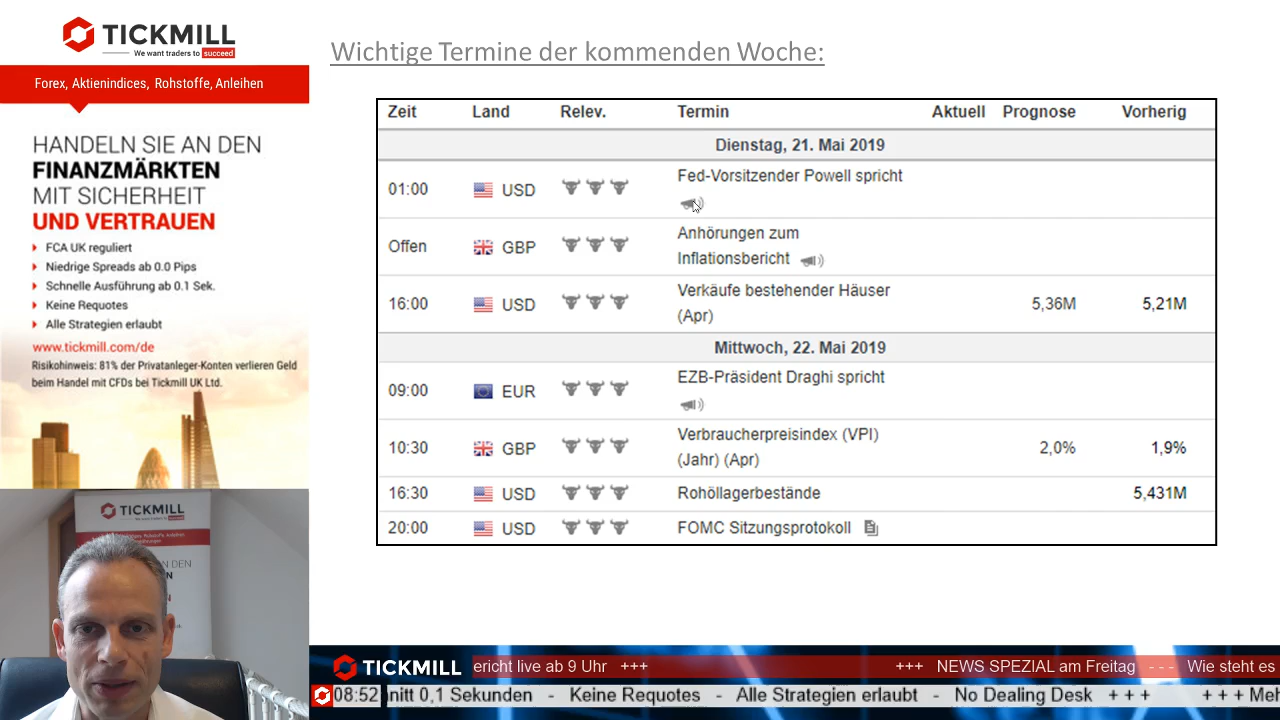 TICKMILL
We want traders to succeed
Forex, Aktienindices, Rohstoffe, Anleihen
HANDELN SIE AN DEN
FINANZMÄRKTEN
MIT SICHERHEIT
UND VERTRAUEN
FCA UK reguliert
Niedrige Spreads ab 0.0 Pips
Schnelle Ausführung ab 0.1 Sek.
Keine Requotes
Alle Strategien erlaubt
www.tickmill.com/de
Risikohinweis: 81% der Privatanleger-Konten verlieren Geld
beim Handel mit CFDs bei Tickmill UK Ltd.
TICKMILL
Wichtige Termine der kommenden Woche:
Zeit Land Relev. Termin Aktuell Prognose Vorherig
Dienstag, 21. Mai 2019
01:00 USD Fed-Vorsitzender Powell spricht
Offen GBP Anhörungen zum
Inflationsbericht
16:00 USD Verkäufe bestehender Häuser
(Apr) 5,36M 5,21M
Mittwoch, 22. Mai 2019
09:00 EUR EZB-Präsident Draghi spricht
10:30 GBP Verbraucherpreisindex (VPI)
(Jahr) (Apr) 2,0% 1,9%
16:30 USD Rohöllagerbestände 5,431M
20:00 USD FOMC Sitzungsprotokoll
TICKMILL ericht live ab 9 Uhr +++ +++ NEWS SPEZIAL am Freitag - - - Wie steht es
08:52 nitt 0,1 Sekunden - Keine Requotes - Alle Strategien erlaubt - No Dealing Desk + + + + + + Meh